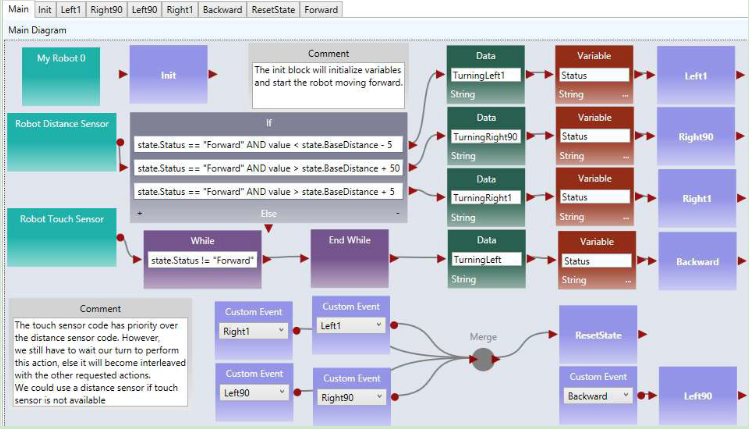 Main Init Left1 Right90 Left90 Right1 Backward ResetState Forward
Main Diagram
My Robot 0
Init
Comment
The init block will initialize variables
and start the robot moving forward.
Data
TurningLeft1
String
Variable
Status
String ...
Left1
Robot Distance Sensor
If
state.Status == "Forward" AND value < state.BaseDistance - 5
state.Status == "Forward" AND value > state.BaseDistance + 50
state.Status == "Forward" AND value > state.BaseDistance + 5
+ Else -
Data
TurningRight90
String
Variable
Status
String ...
Right90
Data
TurningRight1
String
Variable
Status
String ...
Right1
Robot Touch Sensor
While
state.Status != "Forward"
End While
Data
TurningLeft
String
Variable
Status
String ...
Backward
Comment
The touch sensor code has priority over
the distance sensor code. However,
we still have to wait our turn to perform
this action, else it will become interleaved
with the other requested actions.
We could use a distance sensor if touch
sensor is not available
Custom Event
Right1
Custom Event
Left1
Custom Event
Left90
Custom Event
Right90
Merge
ResetState
Custom Event
Backward
Left90